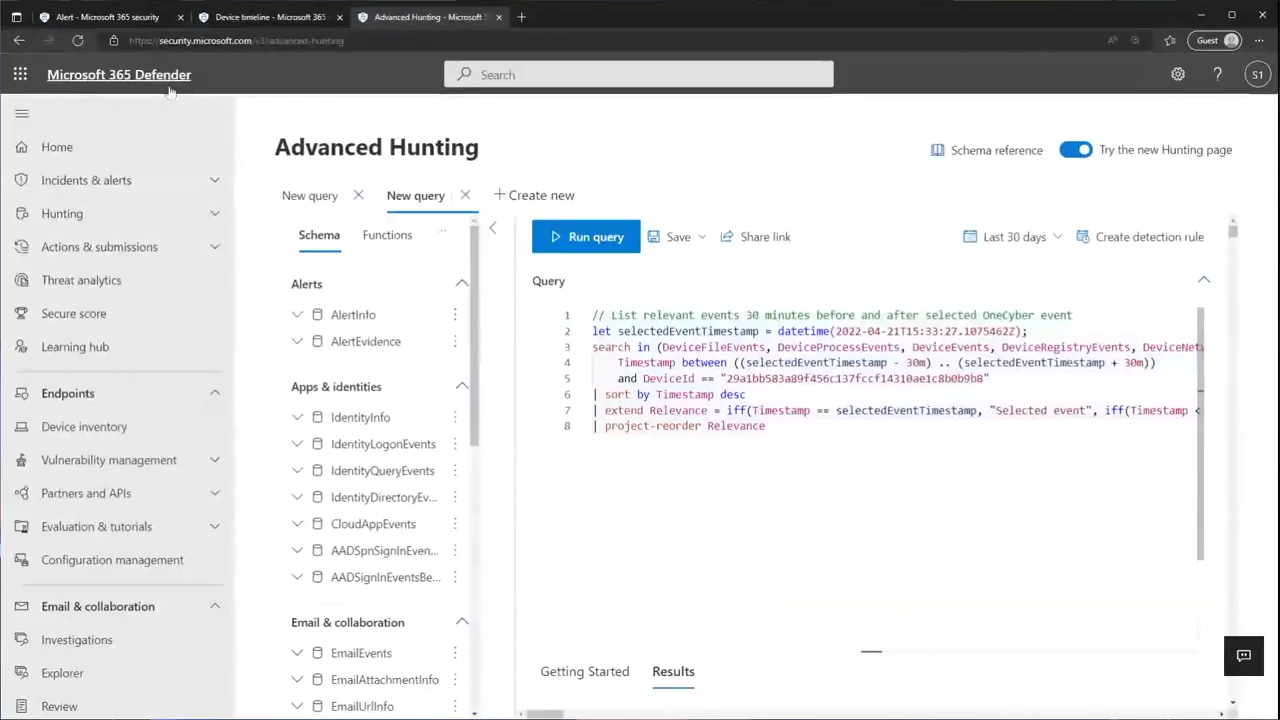 Alert - Microsoft 365 security
Device timeline - Microsoft 365
Advanced Hunting - Microsoft
https://security.microsoft.com/v2/advanced-hunting
Guest
Microsoft 365 Defender
Search
S1
Home
Incidents & alerts
Hunting
Actions & submissions
Threat analytics
Secure score
Learning hub
Endpoints
Device inventory
Vulnerability management
Partners and APIs
Evaluation & tutorials
Configuration management
Email & collaboration
Investigations
Explorer
Review
Advanced Hunting
Schema reference
Try the new Hunting page
New query
New query
Create new
Schema
Functions
Alerts
AlertInfo
AlertEvidence
Apps & identities
IdentityInfo
IdentityLogonEvents
IdentityQueryEvents
IdentityDirectoryEv...
CloudAppEvents
AADSpnSignInEven...
AADSignInEventsBe...
Email & collaboration
EmailEvents
EmailAttachmentInfo
EmailUrlInfo
Run query
Save
Share link
Last 30 days
Create detection rule
Query
1 // List relevant events 30 minutes before and after selected OneCyber event
2 let selectedEventTimestamp = datetime(2022-04-21T15:33:27.1075462Z);
3 search in (DeviceFileEvents, DeviceProcessEvents, DeviceEvents, DeviceRegistryEvents, DeviceNet
4 Timestamp between ((selectedEventTimestamp - 30m) .. (selectedEventTimestamp + 30m))
5 and DeviceId == "29a1bb583a89f456c137fccf14310ae1c8b0b9b8"
6 | sort by Timestamp desc
7 | extend Relevance = iff(Timestamp == selectedEventTimestamp, "Selected event", iff(Timestamp <
8 | project-reorder Relevance
Getting Started
Results